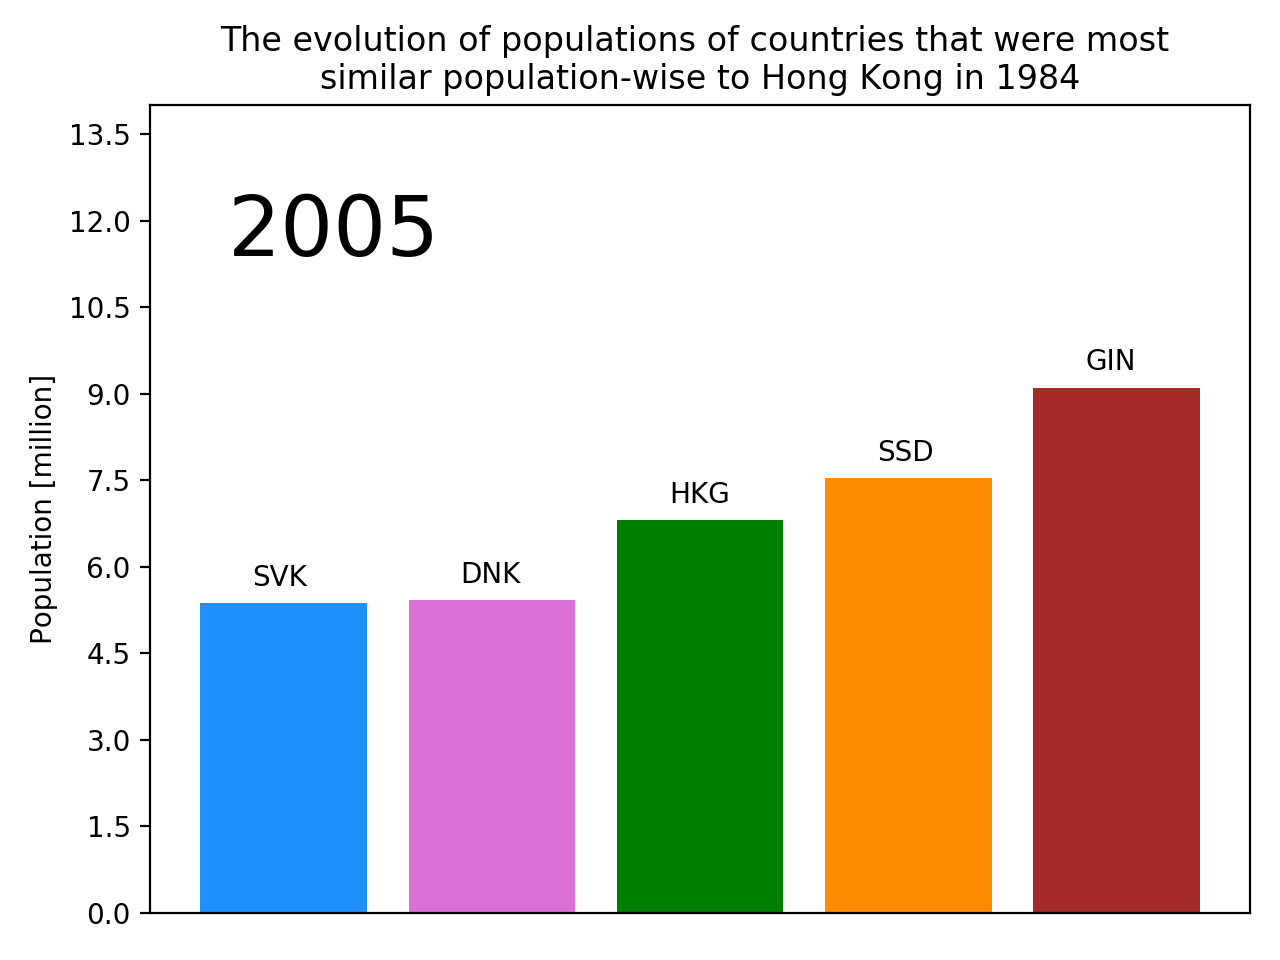 The evolution of populations of countries that were most
similar population-wise to Hong Kong in 1984
13.5
12.0
10.5
9.0
7.5
6.0
4.5
3.0
1.5
0.0
Population [million]
2005
SVK
DNK
HKG
SSD
GIN